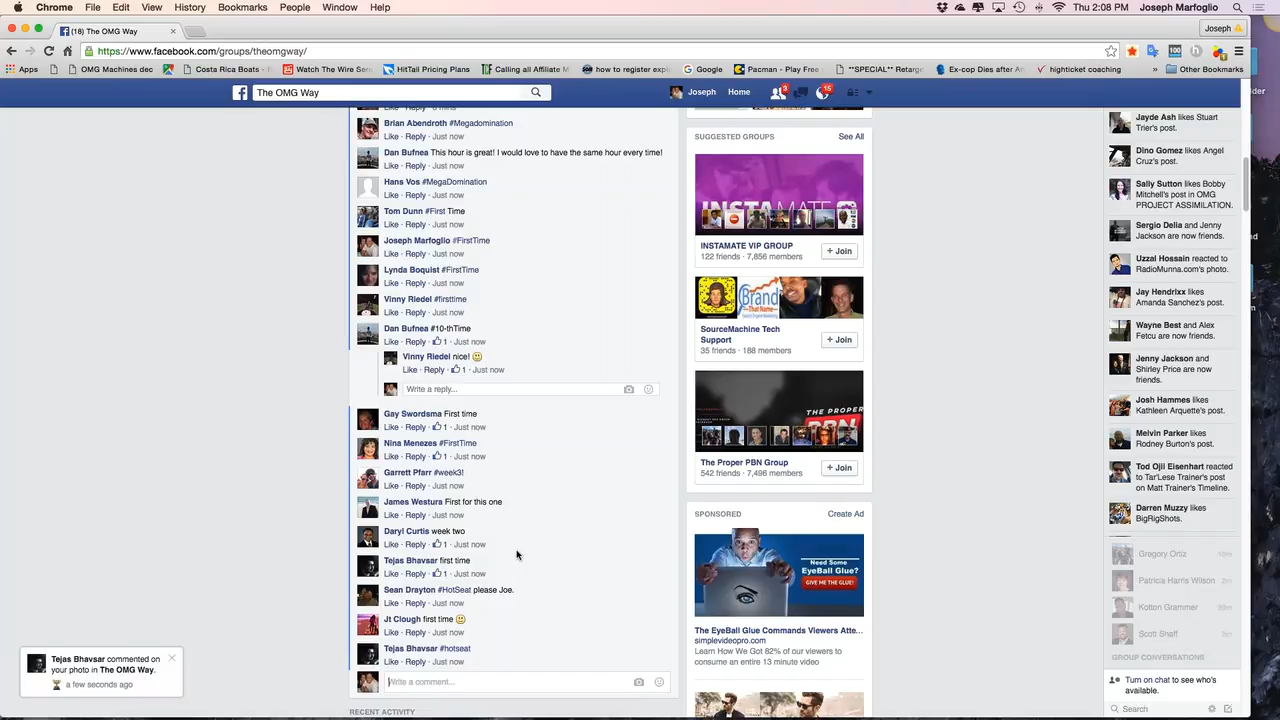 Chrome File Edit View History Bookmarks People Window Help
Thu 2:08 PM Joseph Marfoglio
(18) The OMG Way
Joseph
https://www.facebook.com/groups/theomgway/
Apps
OMG Machines dec
Costa Rica Boats -
Watch The Wire Ser
HitTail Pricing Plans
Calling all
how to register expi
Google
Pacman - Play Free
**SPECIAL** Retarg
Ex-cop Dies after
highticketcoaching
» Other Bookmarks
The OMG Way
Joseph Home
3
15
Like · Reply
Brian Abendroth #Megadomination
Like · Reply · Just now
Dan Bufnea This hour is great! I would love to have the same hour every time!
Like · Reply · Just now
Hans Vos #MegaDomination
Like · Reply · Just now
Tom Dunn #First Time
Like · Reply · Just now
Joseph Marfoglio #FirstTime
Like · Reply · Just now
Lynda Boquist #FirstTime
Like · Reply · Just now
Vinny Riedel #firsttime
Like · Reply · Just now
Dan Bufnea #10-thTime
Like · Reply · 1 · Just now
Vinny Riedel nice!
Like · Reply · 1 · Just now
Write a reply...
Gay Swordsma First time
Like · Reply · 1 · Just now
Nina Menezes #FirstTime
Like · Reply · 1 · Just now
Garrett Pfarr #week3!
Like · Reply · Just now
James Westura First for this one
Like · Reply · Just now
Daryl Curtis week two
Like · Reply · 1 · Just now
Tejas Bhavsar first time
Like · Reply · 1 · Just now
Sean Drayton #HotSeat please Joe.
Like · Reply · Just now
Jt Clough first time
Like · Reply · Just now
Tejas Bhavsar #hotseat
Like · Reply · Just now
Write a comment...
RECENT ACTIVITY
Tejas Bhavsar commented on
your photo in The OMG Way.
a few seconds ago
SUGGESTED GROUPS See All
INSTAMATE
INSTAMATE VIP GROUP
122 friends · 7,856 members
+ Join
Brand
That Name
SourceMachine Tech
Support
35 friends · 188 members
+ Join
THE PROPER
The Proper PBN Group
542 friends · 7,496 members
+ Join
SPONSORED Create Ad
Need Some
EyeBall Glue?
GIVE ME THE GLUE!
The EyeBall Glue Commands Viewers Atte...
simplevideopro.com
Learn How We Got 82% of our viewers to
consume an entire 13 minute video
Jayde Ash likes Stuart
Trier's post.
Dino Gomez likes Angel
Cruz's post.
Sally Sutton likes Bobby
Mitchell's post in OMG
PROJECT ASSIMILATION.
Sergio Delia and Jenny
Jackson are now friends.
Uzzal Hossain reacted to
RadioMunna.com's photo.
Jay Hendrixx likes
Amanda Sanchez's post.
Wayne Best and Alex
Fetcu are now friends.
Jenny Jackson and
Shirley Price are now
friends.
Josh Hammes likes
Kathleen Arquette's post.
Melvin Parker likes
Rodney Burton's post.
Tod Ojii Eisenhart reacted
to Tar'Lese Trainer's post
on Matt Trainer's Timeline.
Darren Muzzy likes
BigRigShots.
Gregory Ortiz
Patricia Harris Wilson
Kotton Grammer
Scott Shelf
GROUP CONVERSATIONS
Turn on chat to see who's
available.
Search